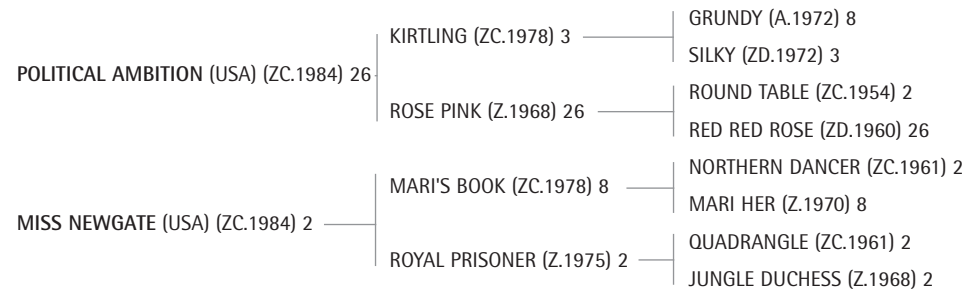 GRUNDY (A.1972) 8
KIRTLING (ZC.1978) 3
SILKY (ZD.1972) 3
POLITICAL AMBITION (USA) (ZC.1984) 26
ROUND TABLE (ZC.1954) 2
ROSE PINK (Z.1968) 26
RED RED ROSE (ZD.1960) 26
NORTHERN DANCER (ZC.1961) 2
MARI'S BOOK (ZC.1978) 8
MARI HER (Z.1970) 8
MISS NEWGATE (USA) (ZC.1984) 2
QUADRANGLE (ZC.1961) 2
ROYAL PRISONER (Z.1975) 2
JUNGLE DUCHESS (Z.1968) 2